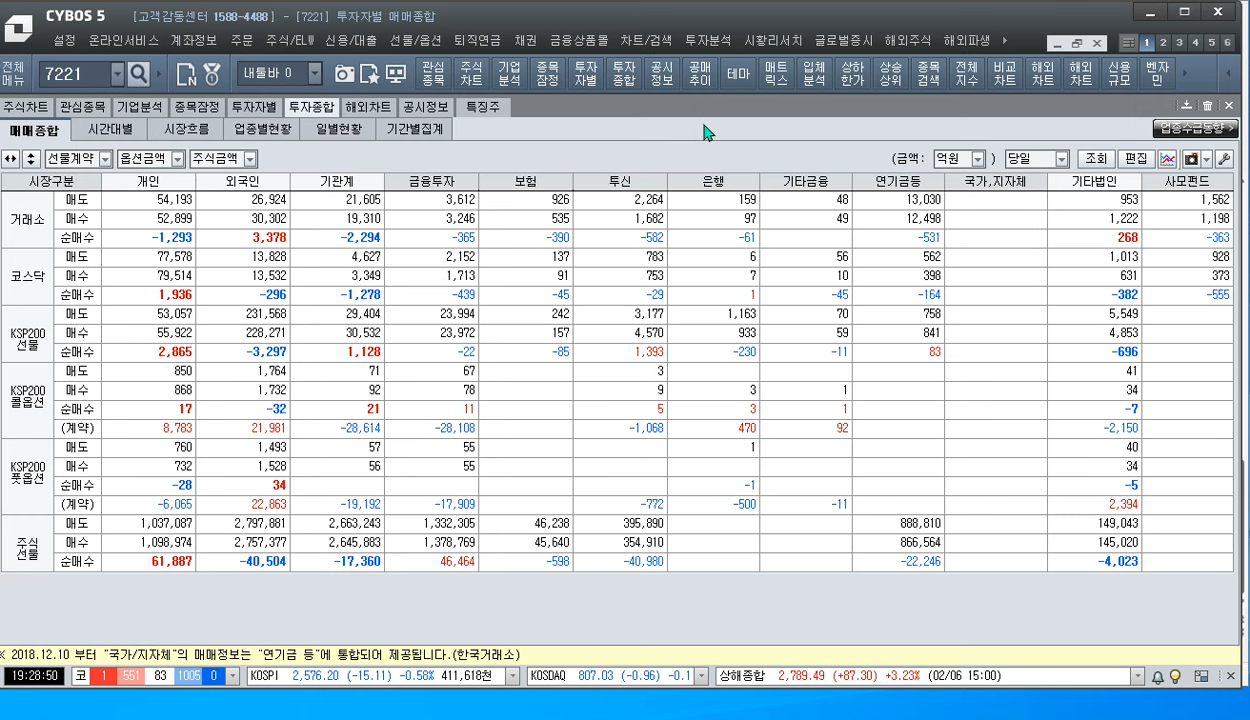 CYBOS 5 [고객감동센터 1588-4488] - [7221] 투자자별 매매종합
설정 온라인서비스 계좌정보 주문 주식/ELW 신용/대출 선물/옵션 퇴직연금 채권 금융상품몰 차트/검색 투자분석 시황리서치 글로벌증시 해외주식 해외파생 1 2 3 4 5 6
전체메뉴 7221 내툴바 0 관심종목 주식차트 기업분석 종목잠정 투자자별 투자종합 공시정보 공매추이 테마 매트릭스 입체분석 상하한가 상승상위 종목검색 전체지수 비교차트 해외차트 해외차트 신용규모 벤자민
주식차트 관심종목 기업분석 종목잠정 투자자별 투자종합 해외차트 공시정보 특징주
매매종합 시간대별 시장흐름 업종별현황 일별현황 기간별집계 업종수급동향 >
선물계약 옵션금액 주식금액 (금액: 억원 ) 당일 조회 편집
시장구분 개인 외국인 기관계 금융투자 보험 투신 은행 기타금융 연기금등 국가,지자체 기타법인 사모펀드
거래소
매도 54,193 26,924 21,605 3,612 926 2,264 159 48 13,030 953 1,562
매수 52,899 30,302 19,310 3,246 535 1,682 97 49 12,498 1,222 1,198
순매수 -1,293 3,378 -2,294 -365 -390 -582 -61 -531 268 -363
코스닥
매도 77,578 13,828 4,627 2,152 137 783 6 56 562 1,013 928
매수 79,514 13,532 3,349 1,713 91 753 7 10 398 631 373
순매수 1,936 -296 -1,278 -439 -45 -29 1 -45 -164 -382 -555
KSP200 선물
매도 53,057 231,568 29,404 23,994 242 3,177 1,163 70 758 5,549
매수 55,922 228,271 30,532 23,972 157 4,570 933 59 841 4,853
순매수 2,865 -3,297 1,128 -22 -85 1,393 -230 -11 83 -696
KSP200 콜옵션
매도 850 1,764 71 67 3 41
매수 868 1,732 92 78 9 3 1 34
순매수 17 -32 21 11 5 3 1 -7
(계약) 8,783 21,981 -28,614 -28,108 -1,068 470 92 -2,150
KSP200 풋옵션
매도 760 1,493 57 55 1 40
매수 732 1,528 56 55 34
순매수 -28 34 -1 -5
(계약) -6,065 22,863 -19,192 -17,909 -772 -500 -11 2,394
주식 선물
매도 1,037,087 2,797,881 2,663,243 1,332,305 46,238 395,890 888,810 149,043
매수 1,098,974 2,757,377 2,645,883 1,378,769 45,640 354,910 866,564 145,020
순매수 61,887 -40,504 -17,360 46,464 -598 -40,980 -22,246 -4,023
※ 2018.12.10 부터 "국가/지자체"의 매매정보는 "연기금 등"에 통합되어 제공됩니다.(한국거래소)
19:28:50 코 1 551 83 1005 0 KOSPI 2,576.20 (-15.11) -0.58% 411,618천 KOSDAQ 807.03 (-0.96) -0.1 상해종합 2,789.49 (+87.30) +3.23% (02/06 15:00)